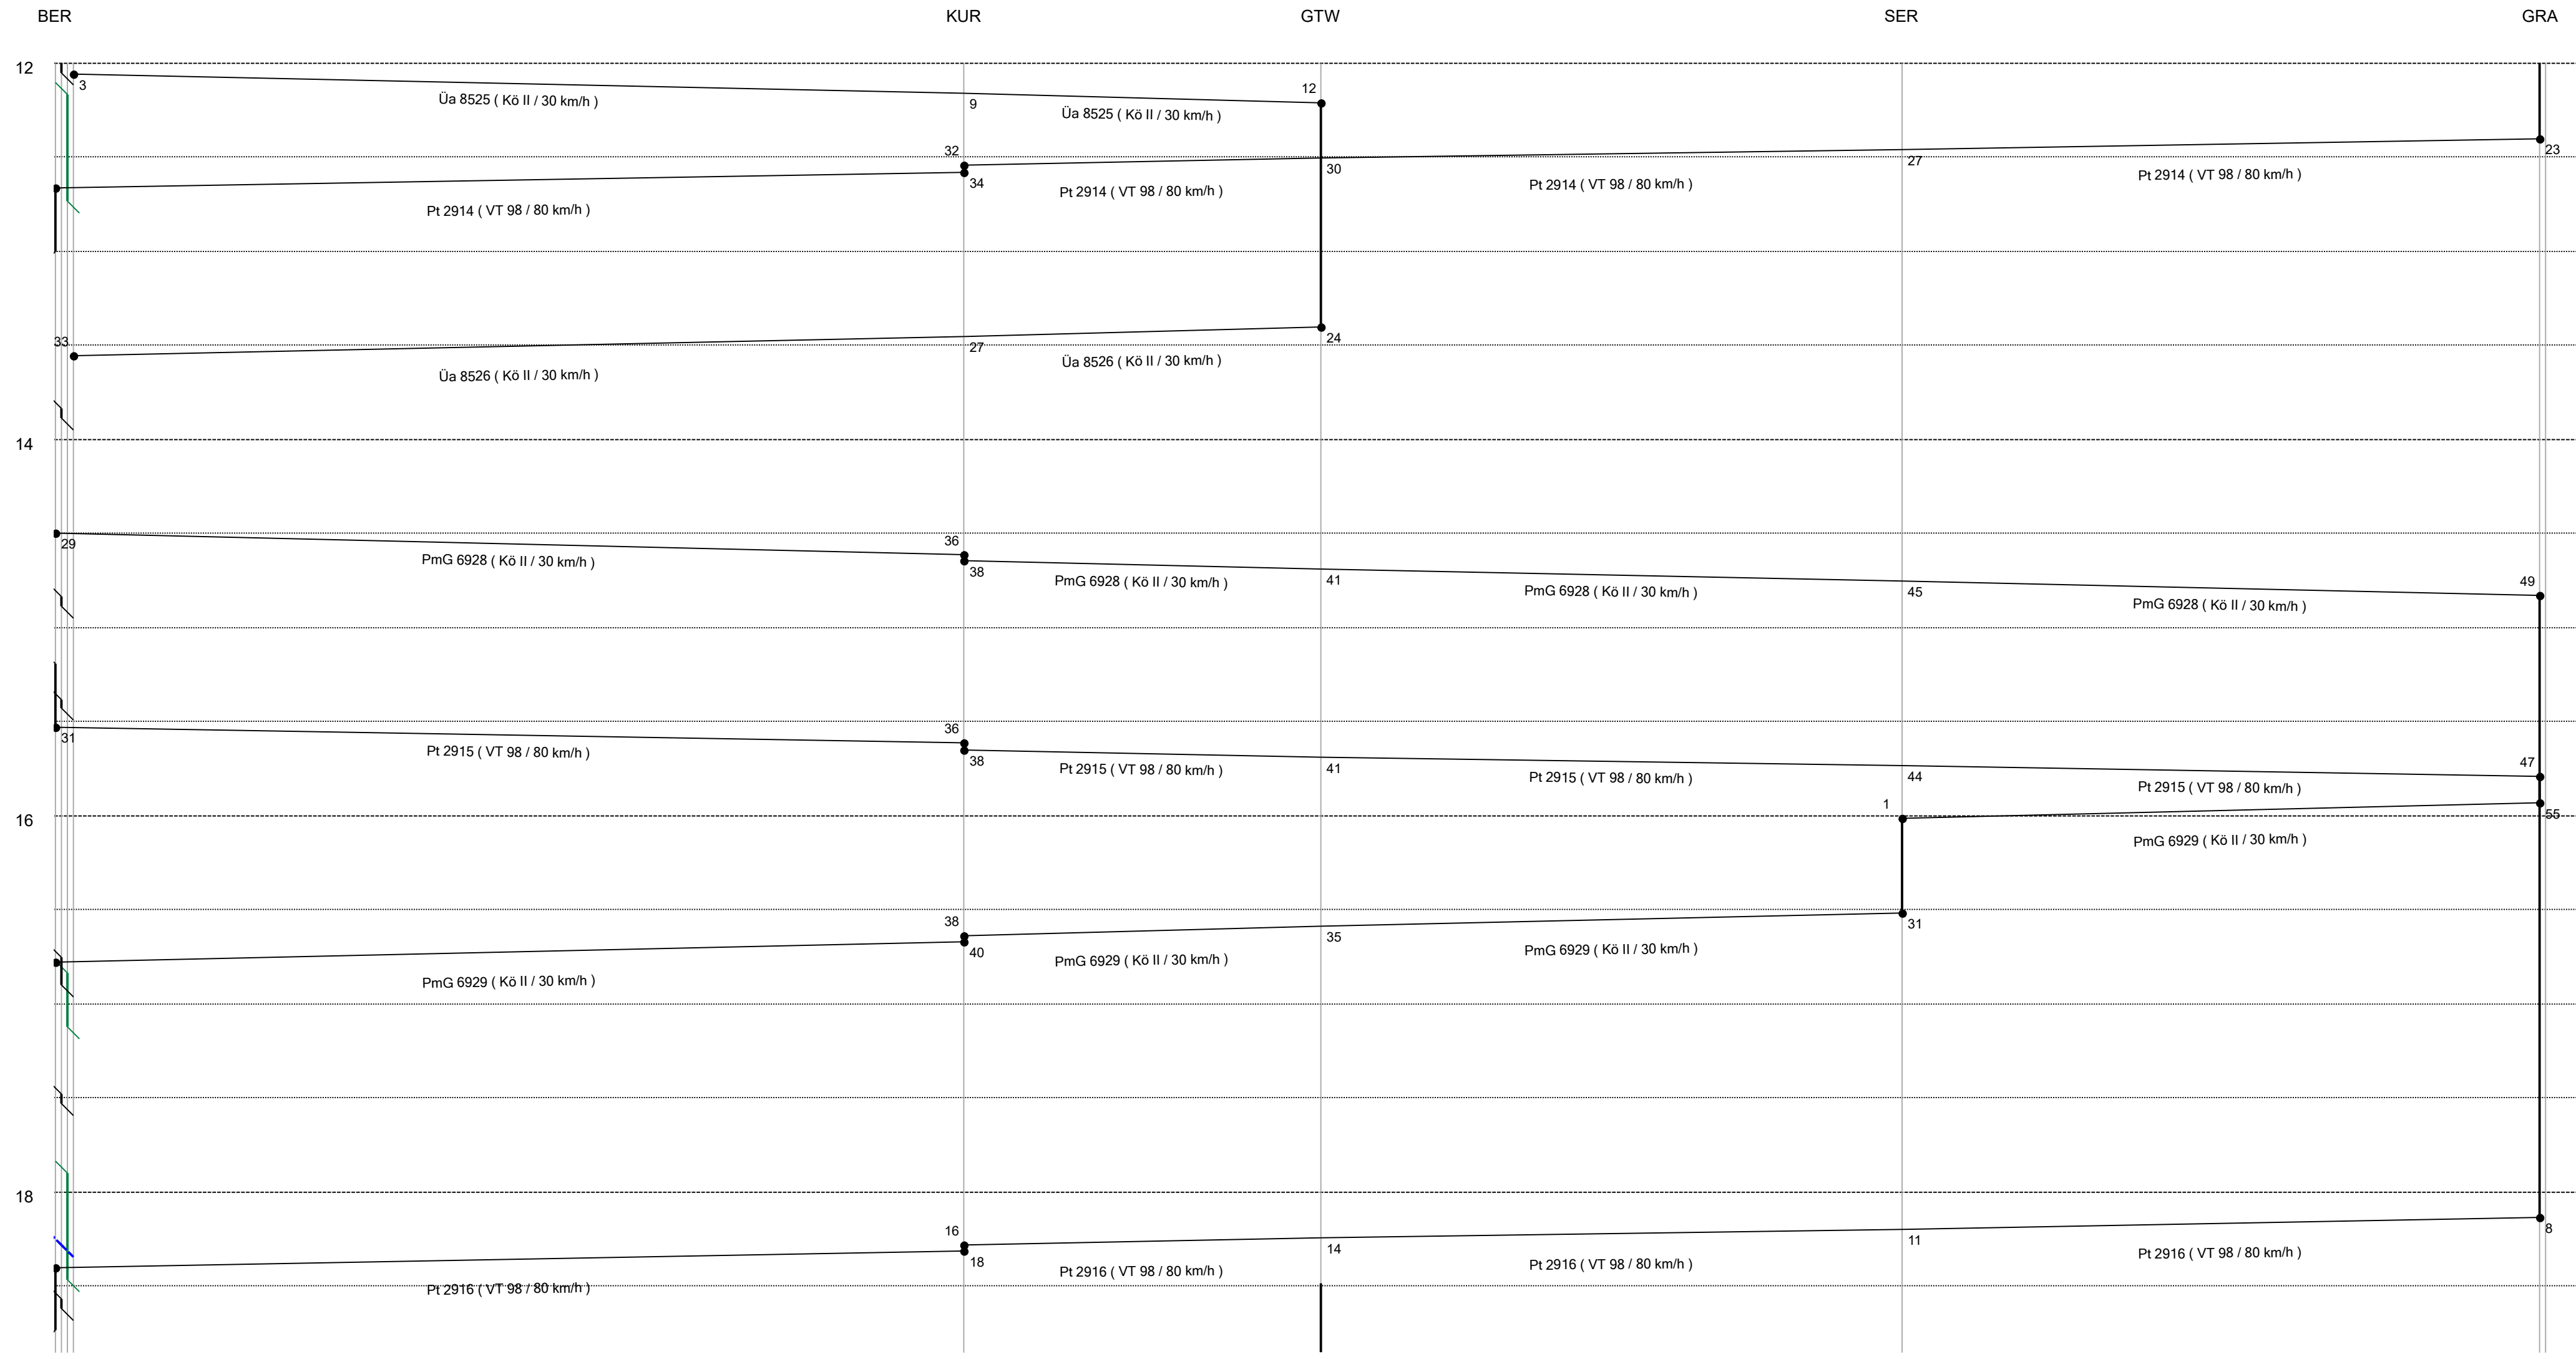 BER KUR GTW SER GRA
12
3 12
Üa 8525 ( Kö II / 30 km/h ) 9 Üa 8525 ( Kö II / 30 km/h )
32 30 27 23
34 Pt 2914 ( VT 98 / 80 km/h ) Pt 2914 ( VT 98 / 80 km/h ) Pt 2914 ( VT 98 / 80 km/h )
Pt 2914 ( VT 98 / 80 km/h )
33 27 24
Üa 8526 ( Kö II / 30 km/h ) Üa 8526 ( Kö II / 30 km/h )
14
29 36
PmG 6928 ( Kö II / 30 km/h ) 38 PmG 6928 ( Kö II / 30 km/h ) 41 PmG 6928 ( Kö II / 30 km/h ) 45 PmG 6928 ( Kö II / 30 km/h ) 49
31 36
Pt 2915 ( VT 98 / 80 km/h ) 38 Pt 2915 ( VT 98 / 80 km/h ) 41 Pt 2915 ( VT 98 / 80 km/h ) 44 Pt 2915 ( VT 98 / 80 km/h ) 47
16
1 55
PmG 6929 ( Kö II / 30 km/h )
38 35 31
PmG 6929 ( Kö II / 30 km/h ) 40 PmG 6929 ( Kö II / 30 km/h ) PmG 6929 ( Kö II / 30 km/h )
18
16 14 11 8
Pt 2916 ( VT 98 / 80 km/h ) 18 Pt 2916 ( VT 98 / 80 km/h ) Pt 2916 ( VT 98 / 80 km/h ) Pt 2916 ( VT 98 / 80 km/h )